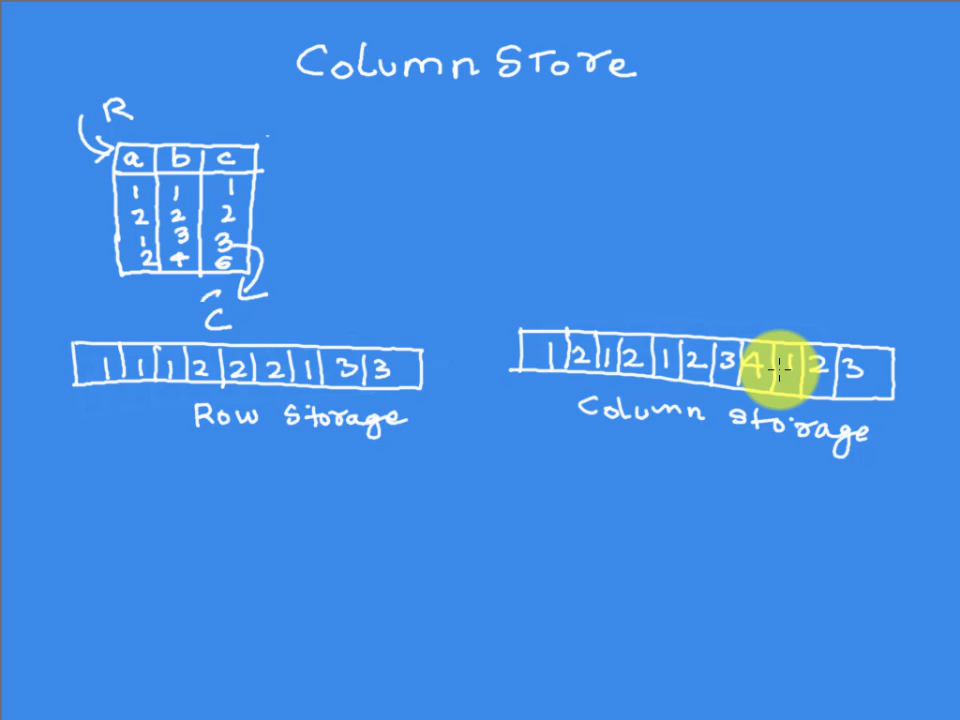 Column Store
R
a b c
1 1 1
2 2 2
1 3 3
2 4 6
C
1 1 1 2 2 2 1 3 3
Row Storage
1 2 1 2 1 2 3 4 1 2 3
Column storage